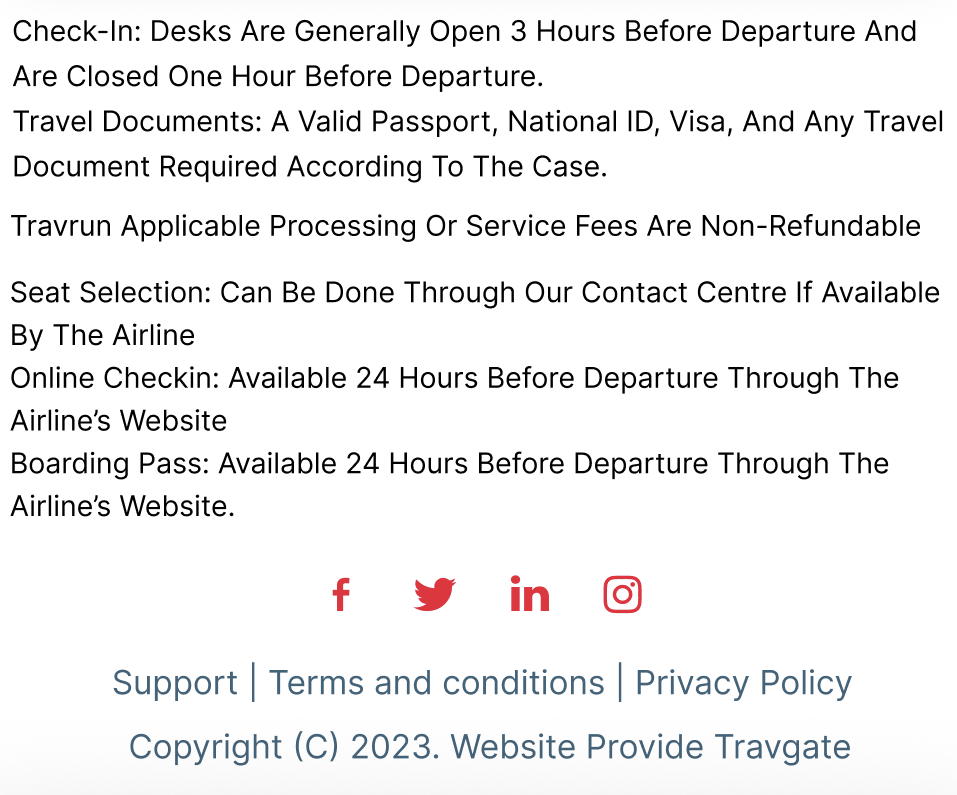 Check-In: Desks Are Generally Open 3 Hours Before Departure And
Are Closed One Hour Before Departure.
Travel Documents: A Valid Passport, National ID, Visa, And Any Travel
Document Required According To The Case.
Travrun Applicable Processing Or Service Fees Are Non-Refundable
Seat Selection: Can Be Done Through Our Contact Centre If Available
By The Airline
Online Checkin: Available 24 Hours Before Departure Through The
Airline’s Website
Boarding Pass: Available 24 Hours Before Departure Through The
Airline’s Website.
Support | Terms and conditions | Privacy Policy
Copyright (C) 2023. Website Provide Travgate